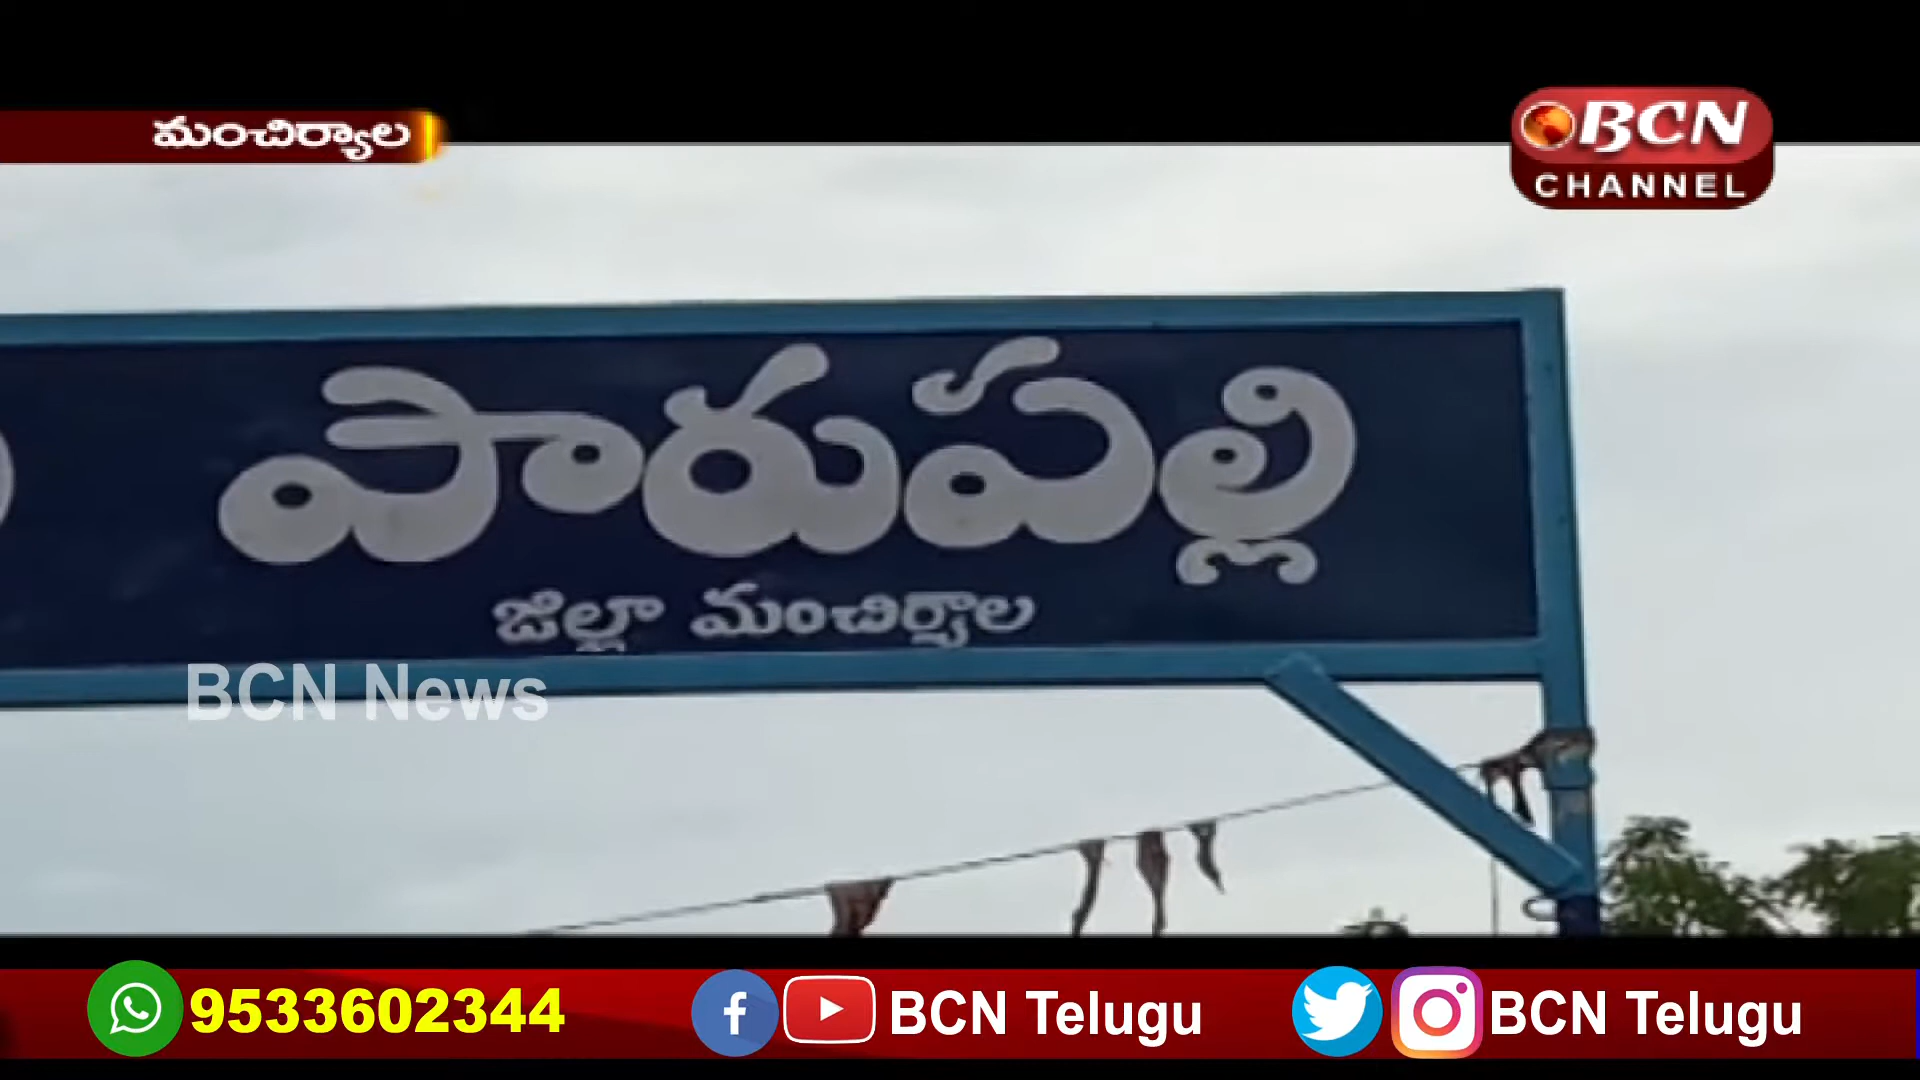 మంచిర్యాల
BCN
CHANNEL
పారుపల్లి
జిల్లా మంచిర్యాల
BCN News
9533602344 BCN Telugu BCN Telugu